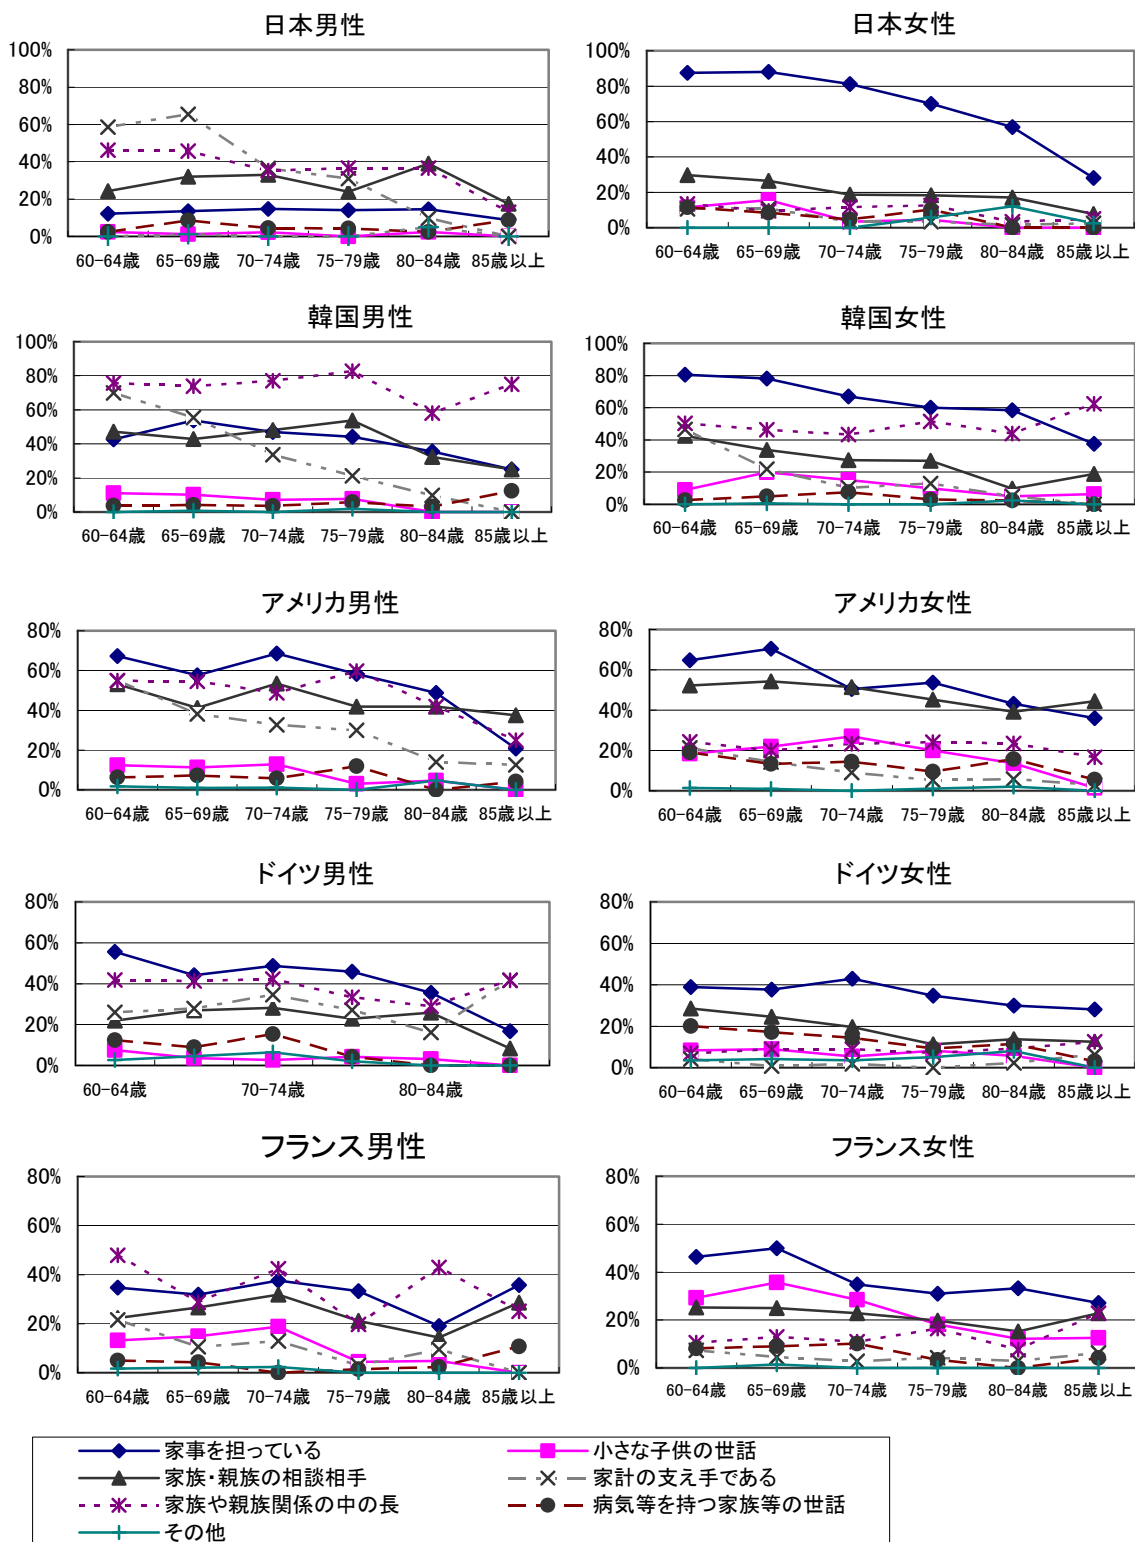 日本男性
100%
80%
60%
40%
20%
0%
60-64歳 65-69歳 70-74歳 75-79歳 80-84歳 85歳以上
日本女性
100%
80%
60%
40%
20%
0%
60-64歳 65-69歳 70-74歳 75-79歳 80-84歳 85歳以上
韓国男性
100%
80%
60%
40%
20%
0%
60-64歳 65-69歳 70-74歳 75-79歳 80-84歳 85歳以上
韓国女性
100%
80%
60%
40%
20%
0%
60-64歳 65-69歳 70-74歳 75-79歳 80-84歳 85歳以上
アメリカ男性
80%
60%
40%
20%
0%
60-64歳 65-69歳 70-74歳 75-79歳 80-84歳 85歳以上
アメリカ女性
80%
60%
40%
20%
0%
60-64歳 65-69歳 70-74歳 75-79歳 80-84歳 85歳以上
ドイツ男性
80%
60%
40%
20%
0%
60-64歳 70-74歳 80-84歳
ドイツ女性
80%
60%
40%
20%
0%
60-64歳 65-69歳 70-74歳 75-79歳 80-84歳 85歳以上
フランス男性
80%
60%
40%
20%
0%
60-64歳 65-69歳 70-74歳 75-79歳 80-84歳 85歳以上
フランス女性
80%
60%
40%
20%
0%
60-64歳 65-69歳 70-74歳 75-79歳 80-84歳 85歳以上
家事を担っている
小さな子供の世話
家族・親族の相談相手
家計の支え手である
家族や親族関係の中の長
病気等を持つ家族等の世話
その他